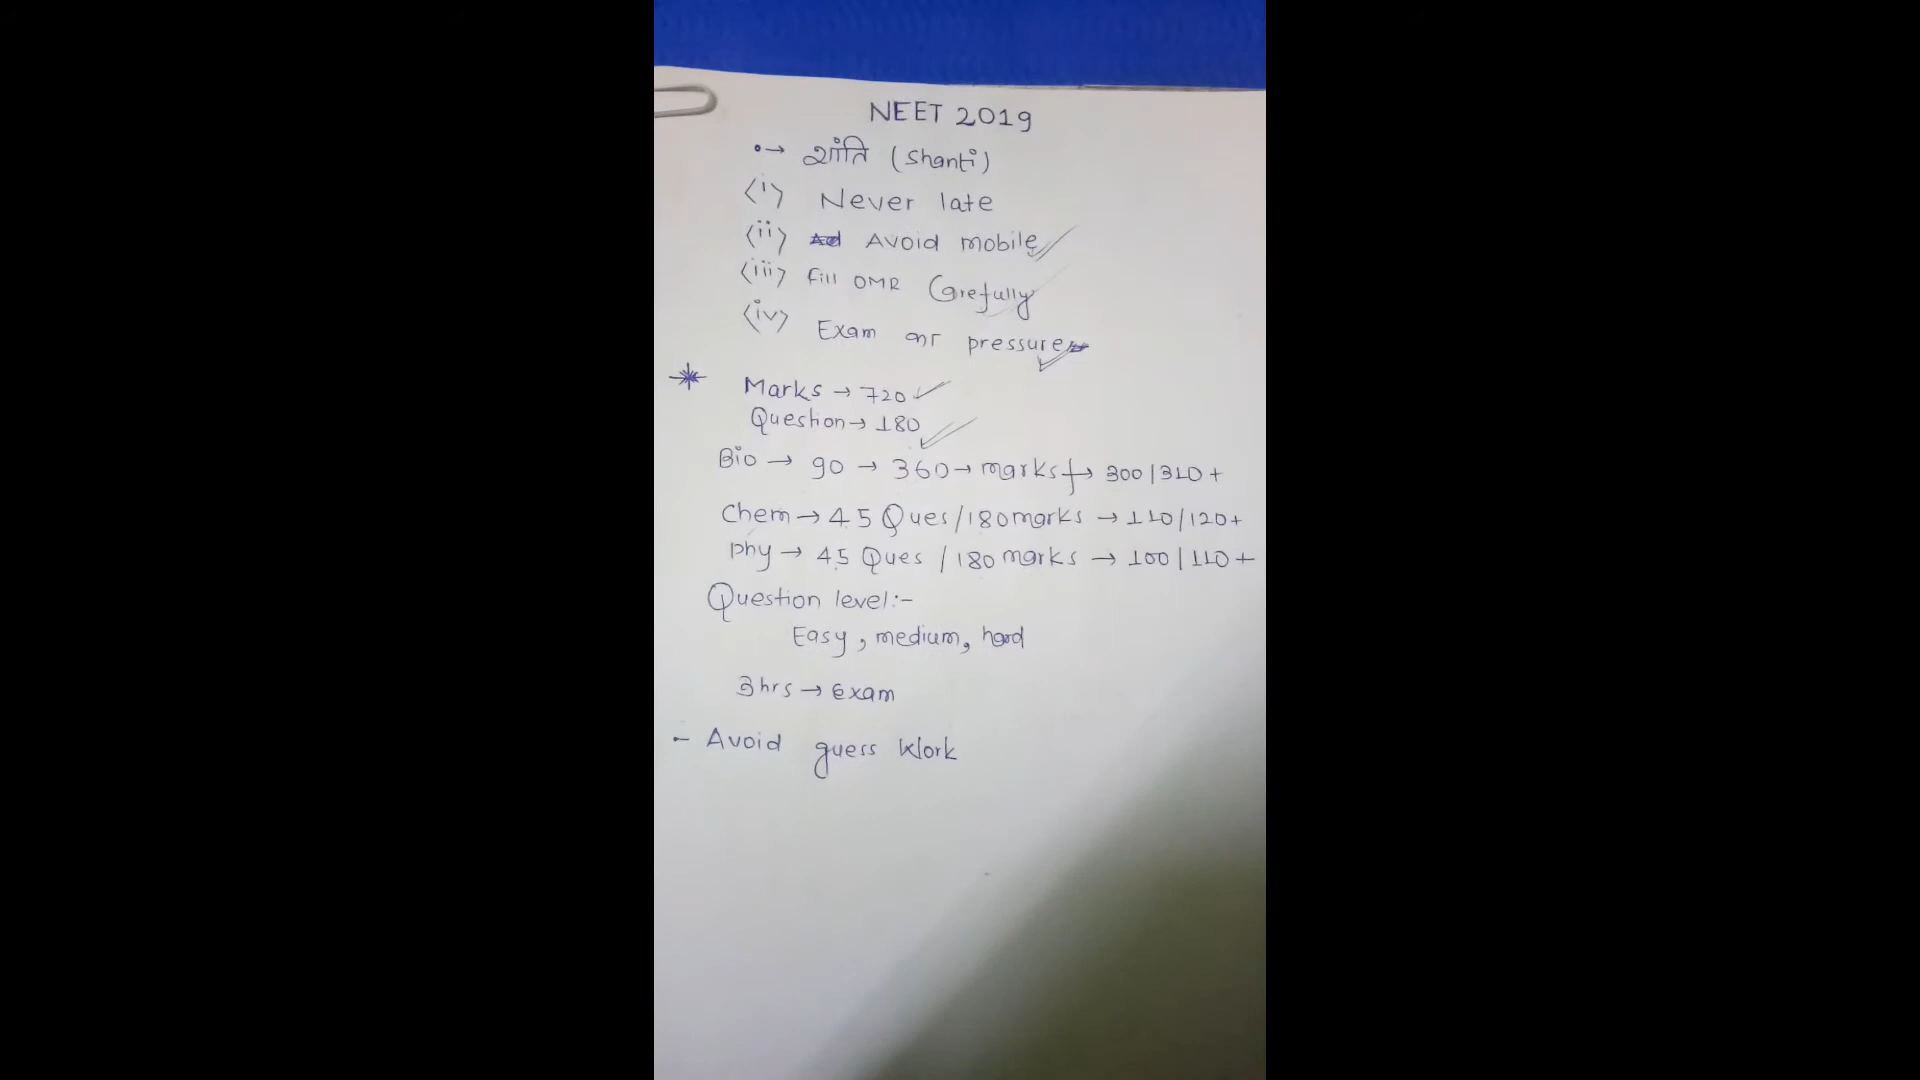 NEET 2019
•→ शांति (Shanti)
(i) Never late
(ii) Avoid mobile
(iii) Fill OMR Carefully
(iv) Exam का pressure
Marks → 720
Question → 180
Bio → 90 → 360 → marks → 300/310+
Chem → 45 Ques/180 marks → 110/120+
Phy → 45 Ques/180 marks → 100/110+
Question level:-
Easy, medium, hard
3 hrs → exam
- Avoid guess Work